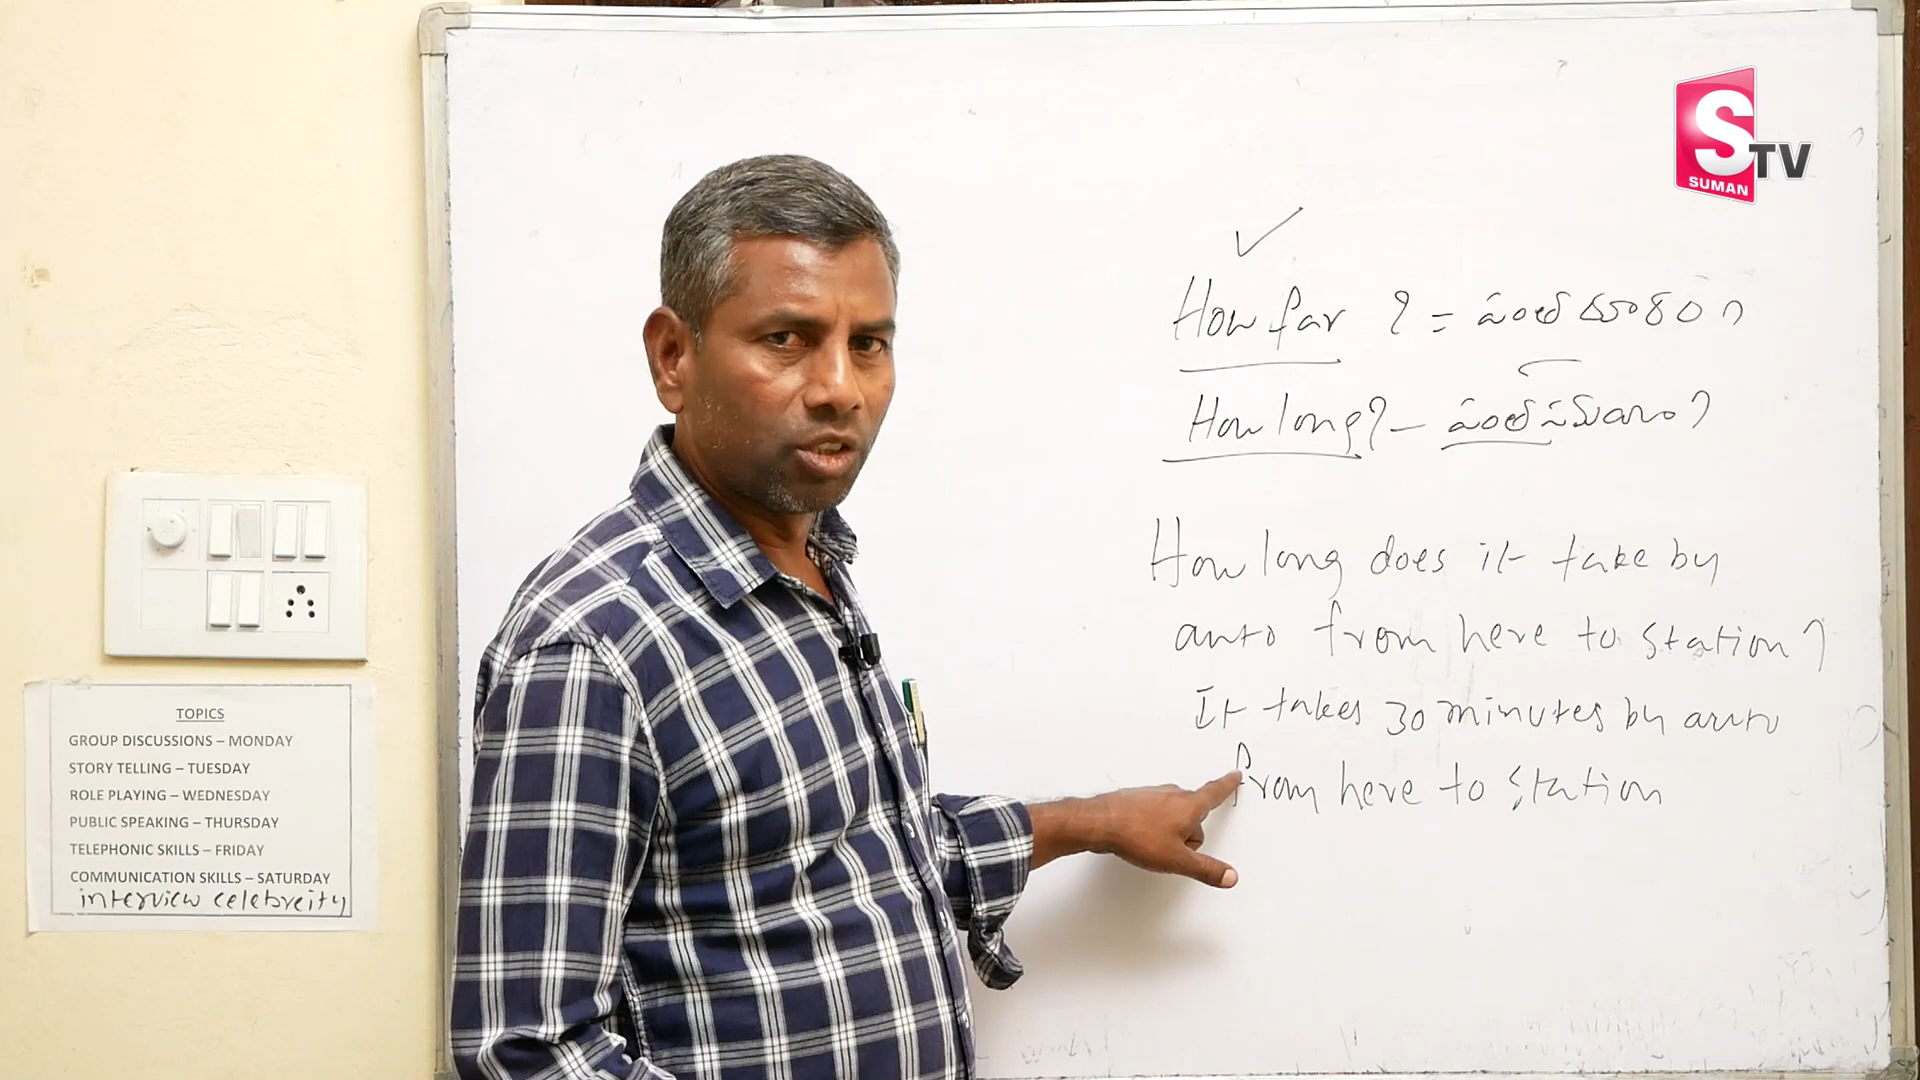 S TV
SUMAN
How far ? = ఎంత దూరం ?
How long? – ఎంత సమయం ?
How long does it take by
auto from here to station ?
It takes 30 minutes by auto
from here to station
TOPICS
GROUP DISCUSSIONS – MONDAY
STORY TELLING – TUESDAY
ROLE PLAYING – WEDNESDAY
PUBLIC SPEAKING – THURSDAY
TELEPHONIC SKILLS – FRIDAY
COMMUNICATION SKILLS – SATURDAY
interview celebreity